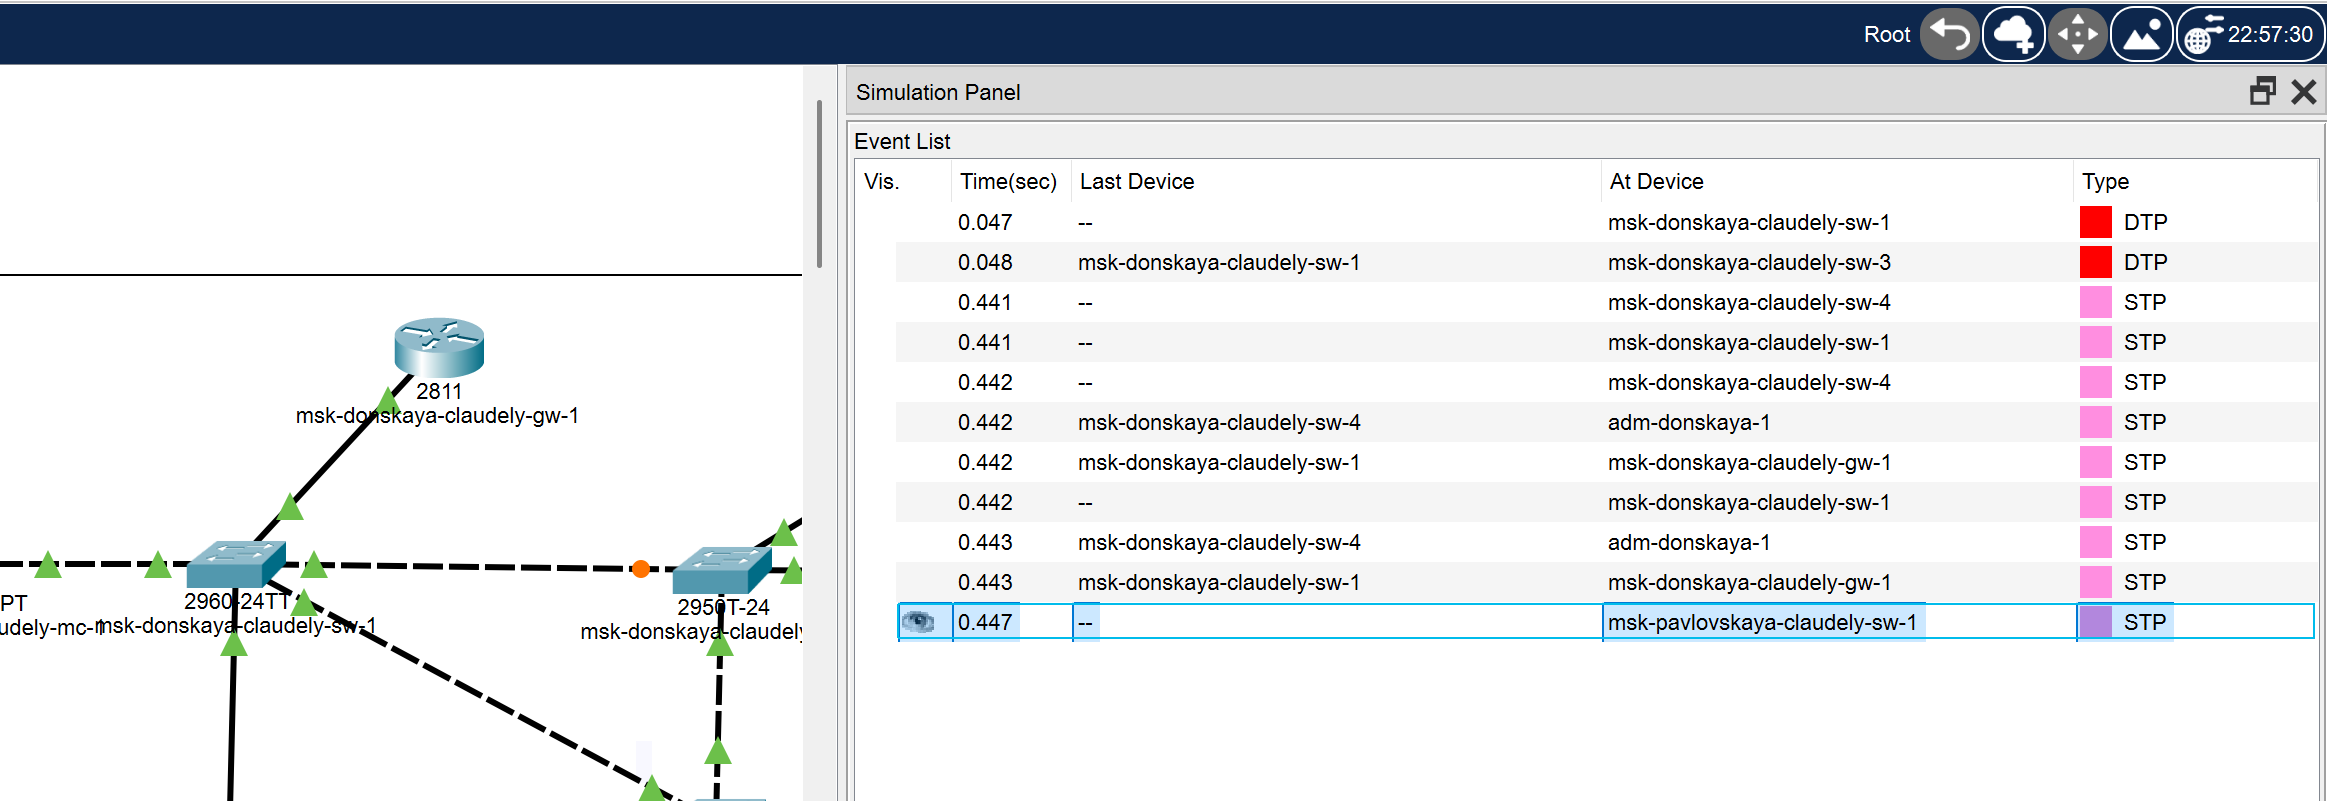 Root 22:57:30
Simulation Panel
Event List
Vis. Time(sec) Last Device At Device Type
0.047 -- msk-donskaya-claudely-sw-1 DTP
0.048 msk-donskaya-claudely-sw-1 msk-donskaya-claudely-sw-3 DTP
0.441 -- msk-donskaya-claudely-sw-4 STP
0.441 -- msk-donskaya-claudely-sw-1 STP
0.442 -- msk-donskaya-claudely-sw-4 STP
0.442 msk-donskaya-claudely-sw-4 adm-donskaya-1 STP
0.442 msk-donskaya-claudely-sw-1 msk-donskaya-claudely-gw-1 STP
0.442 -- msk-donskaya-claudely-sw-1 STP
0.443 msk-donskaya-claudely-sw-4 adm-donskaya-1 STP
0.443 msk-donskaya-claudely-sw-1 msk-donskaya-claudely-gw-1 STP
0.447 -- msk-pavlovskaya-claudely-sw-1 STP
2811
msk-donskaya-claudely-gw-1
PT
udely-mc-1
2960-24TT
msk-donskaya-claudely-sw-1
2950T-24
msk-donskaya-claudely